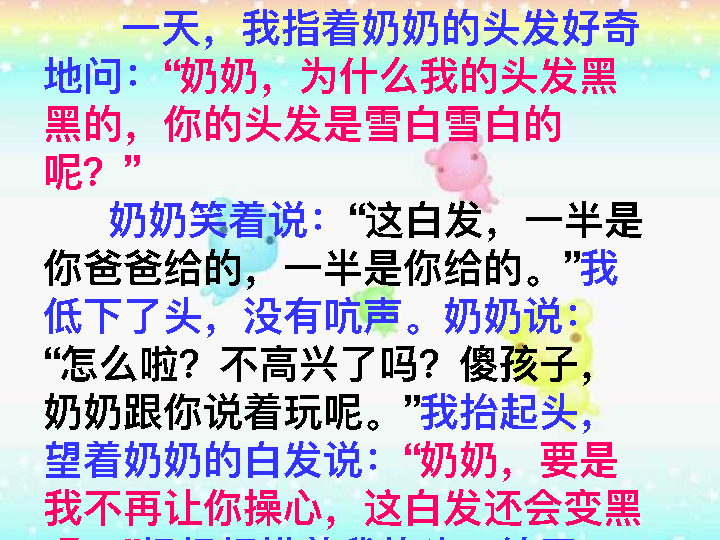 一天，我指着奶奶的头发好奇
地问：“奶奶，为什么我的头发黑
黑的，你的头发是雪白雪白的
呢？”
奶奶笑着说：“这白发，一半是
你爸爸给的，一半是你给的。”我
低下了头，没有吭声。奶奶说：
“怎么啦？不高兴了吗？傻孩子，
奶奶跟你说着玩呢。”我抬起头，
望着奶奶的白发说：“奶奶，要是
我不再让你操心，这白发还会变黑